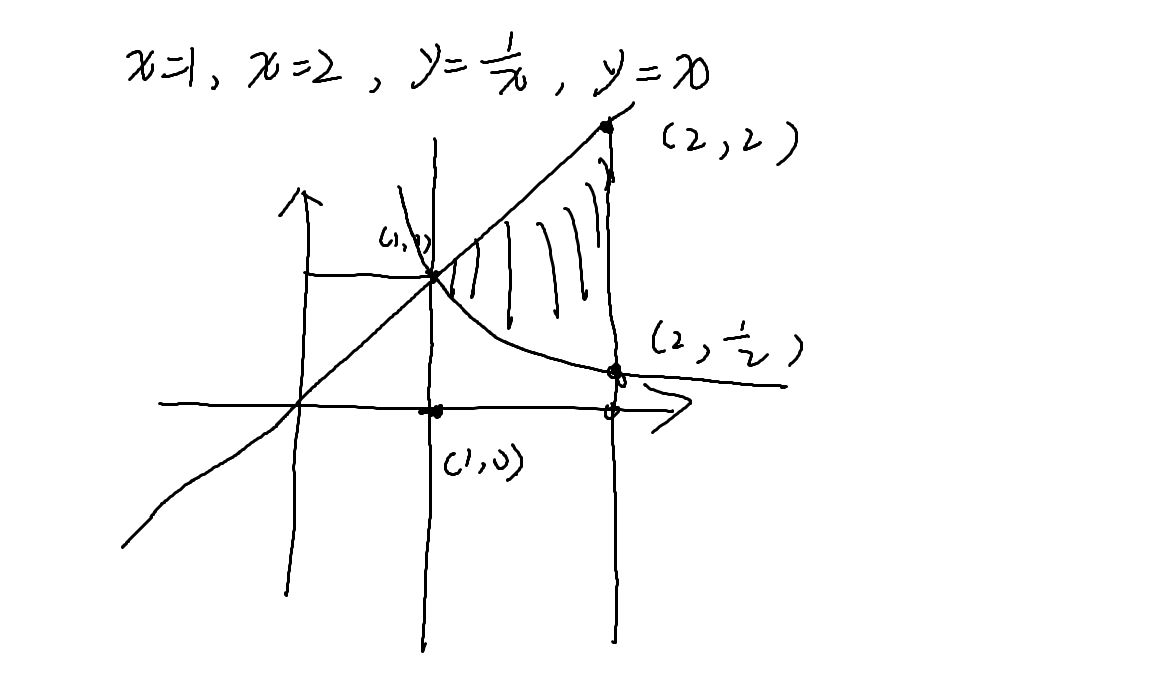 x=1, x=2, y=1/x, y=x
(2,2)
(1,1)
(2,1/2)
(1,0)